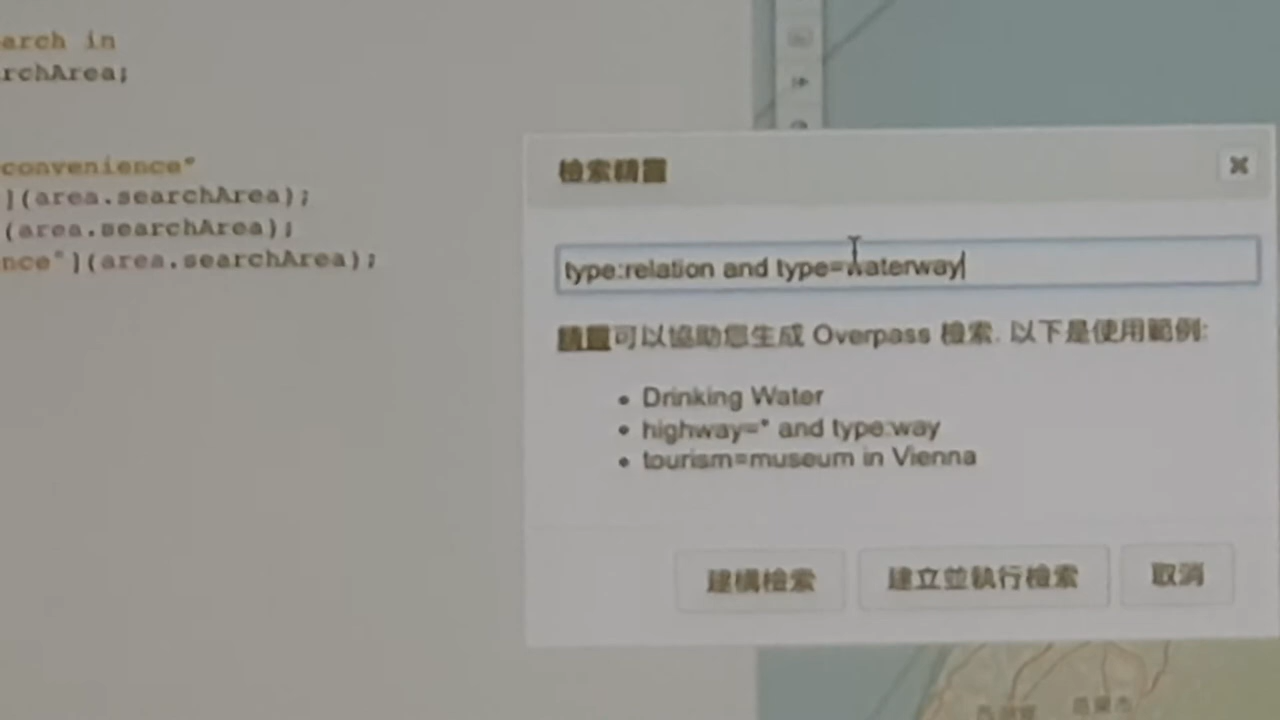 arch in
rchArea;
convenience"
](area.searchArea);
(area.searchArea);
nce"](area.searchArea);
檢索精靈
type:relation and type=waterway
精靈可以協助您生成 Overpass 檢索. 以下是使用範例:
Drinking Water
highway=* and type:way
tourism=museum in Vienna
建構檢索
建立並執行檢索
取消